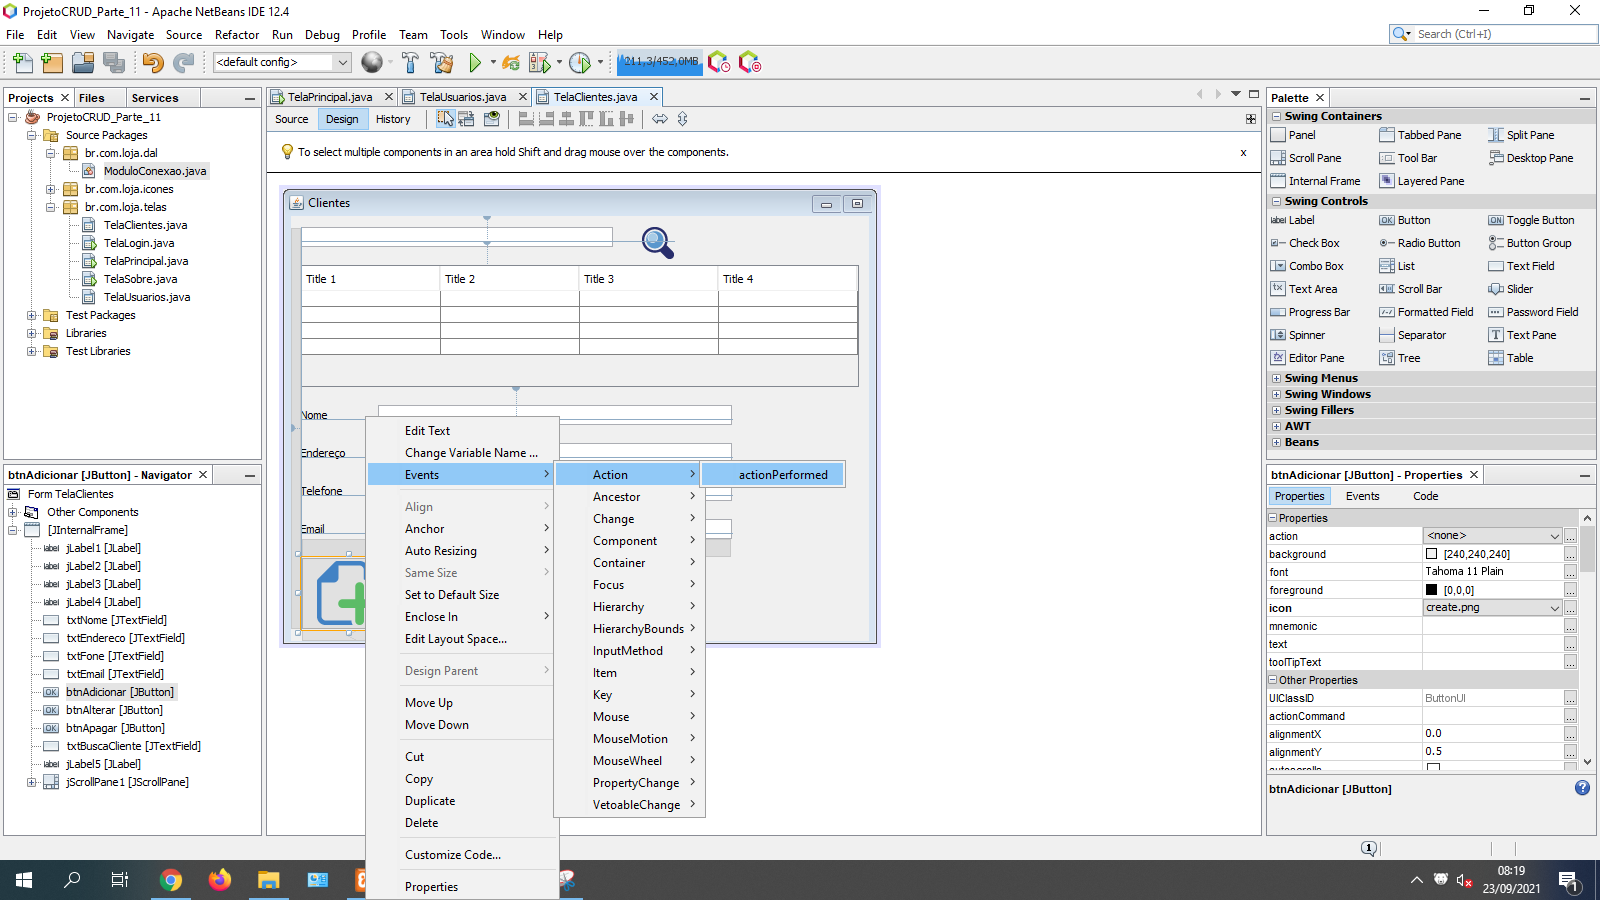 ProjetoCRUD_Parte_11 - Apache NetBeans IDE 12.4
File Edit View Navigate Source Refactor Run Debug Profile Team Tools Window Help
Search (Ctrl+I)
<default config>
211,3/452,0MB
Projects Files Services
ProjetoCRUD_Parte_11
Source Packages
br.com.loja.dal
ModuloConexao.java
br.com.loja.icones
br.com.loja.telas
TelaClientes.java
TelaLogin.java
TelaPrincipal.java
TelaSobre.java
TelaUsuarios.java
Test Packages
Libraries
Test Libraries
btnAdicionar [JButton] - Navigator
Form TelaClientes
Other Components
[JInternalFrame]
jLabel1 [JLabel]
jLabel2 [JLabel]
jLabel3 [JLabel]
jLabel4 [JLabel]
txtNome [JTextField]
txtEndereco [JTextField]
txtFone [JTextField]
txtEmail [JTextField]
btnAdicionar [JButton]
btnAlterar [JButton]
btnApagar [JButton]
txtBuscaCliente [JTextField]
jLabel5 [JLabel]
jScrollPane1 [JScrollPane]
TelaPrincipal.java TelaUsuarios.java TelaClientes.java
Source Design History
To select multiple components in an area hold Shift and drag mouse over the components.
x
Clientes
Title 1 Title 2 Title 3 Title 4
Nome
Endereço
Telefone
Email
Edit Text
Change Variable Name ...
Events
Align
Anchor
Auto Resizing
Same Size
Set to Default Size
Enclose In
Edit Layout Space...
Design Parent
Move Up
Move Down
Cut
Copy
Duplicate
Delete
Customize Code...
Properties
Action
Ancestor
Change
Component
Container
Focus
Hierarchy
HierarchyBounds
InputMethod
Item
Key
Mouse
MouseMotion
MouseWheel
PropertyChange
VetoableChange
actionPerformed
Palette
Swing Containers
Panel Tabbed Pane Split Pane
Scroll Pane Tool Bar Desktop Pane
Internal Frame Layered Pane
Swing Controls
label Label OK Button ON Toggle Button
Check Box Radio Button Button Group
Combo Box List Text Field
Text Area Scroll Bar Slider
Progress Bar Formatted Field Password Field
Spinner Separator Text Pane
Editor Pane Tree Table
Swing Menus
Swing Windows
Swing Fillers
AWT
Beans
btnAdicionar [JButton] - Properties
Properties Events Code
Properties
action <none>
background [240,240,240]
font Tahoma 11 Plain
foreground [0,0,0]
icon create.png
mnemonic
text
toolTipText
Other Properties
UIClassID ButtonUI
actionCommand
alignmentX 0.0
alignmentY 0.5
btnAdicionar [JButton]
1
08:19
23/09/2021
1